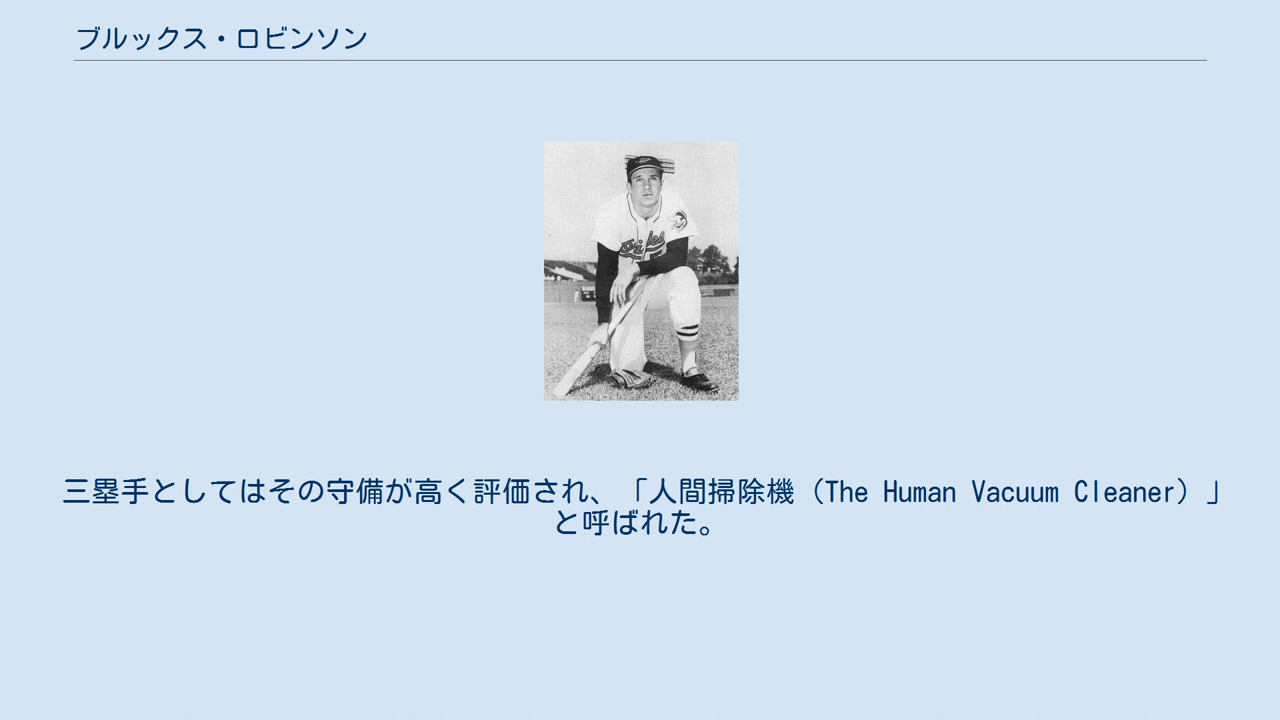 ブルックス・ロビンソン
Orioles
三塁手としてはその守備が高く評価され、「人間掃除機（The Human Vacuum Cleaner）」
と呼ばれた。